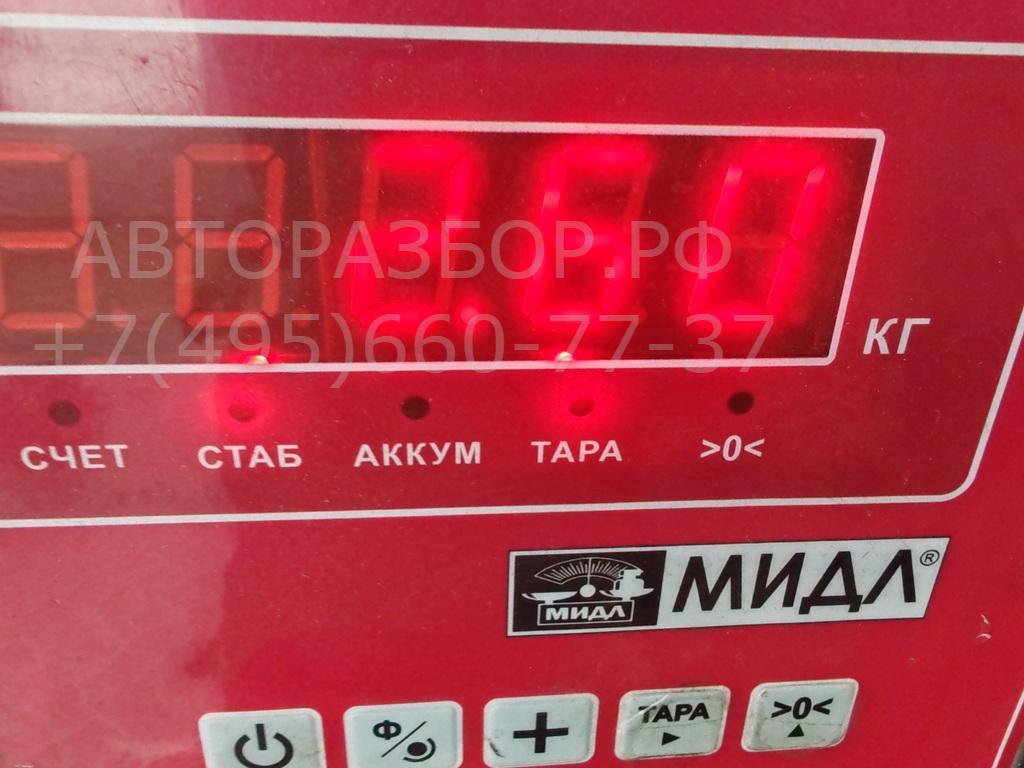 АВТОРАЗБОР.РФ
+7(495)660-77-37
КГ
СЧЕТ СТАБ АККУМ ТАРА >0<
МИДЛ МИДЛ®
Ф ТАРА >0<